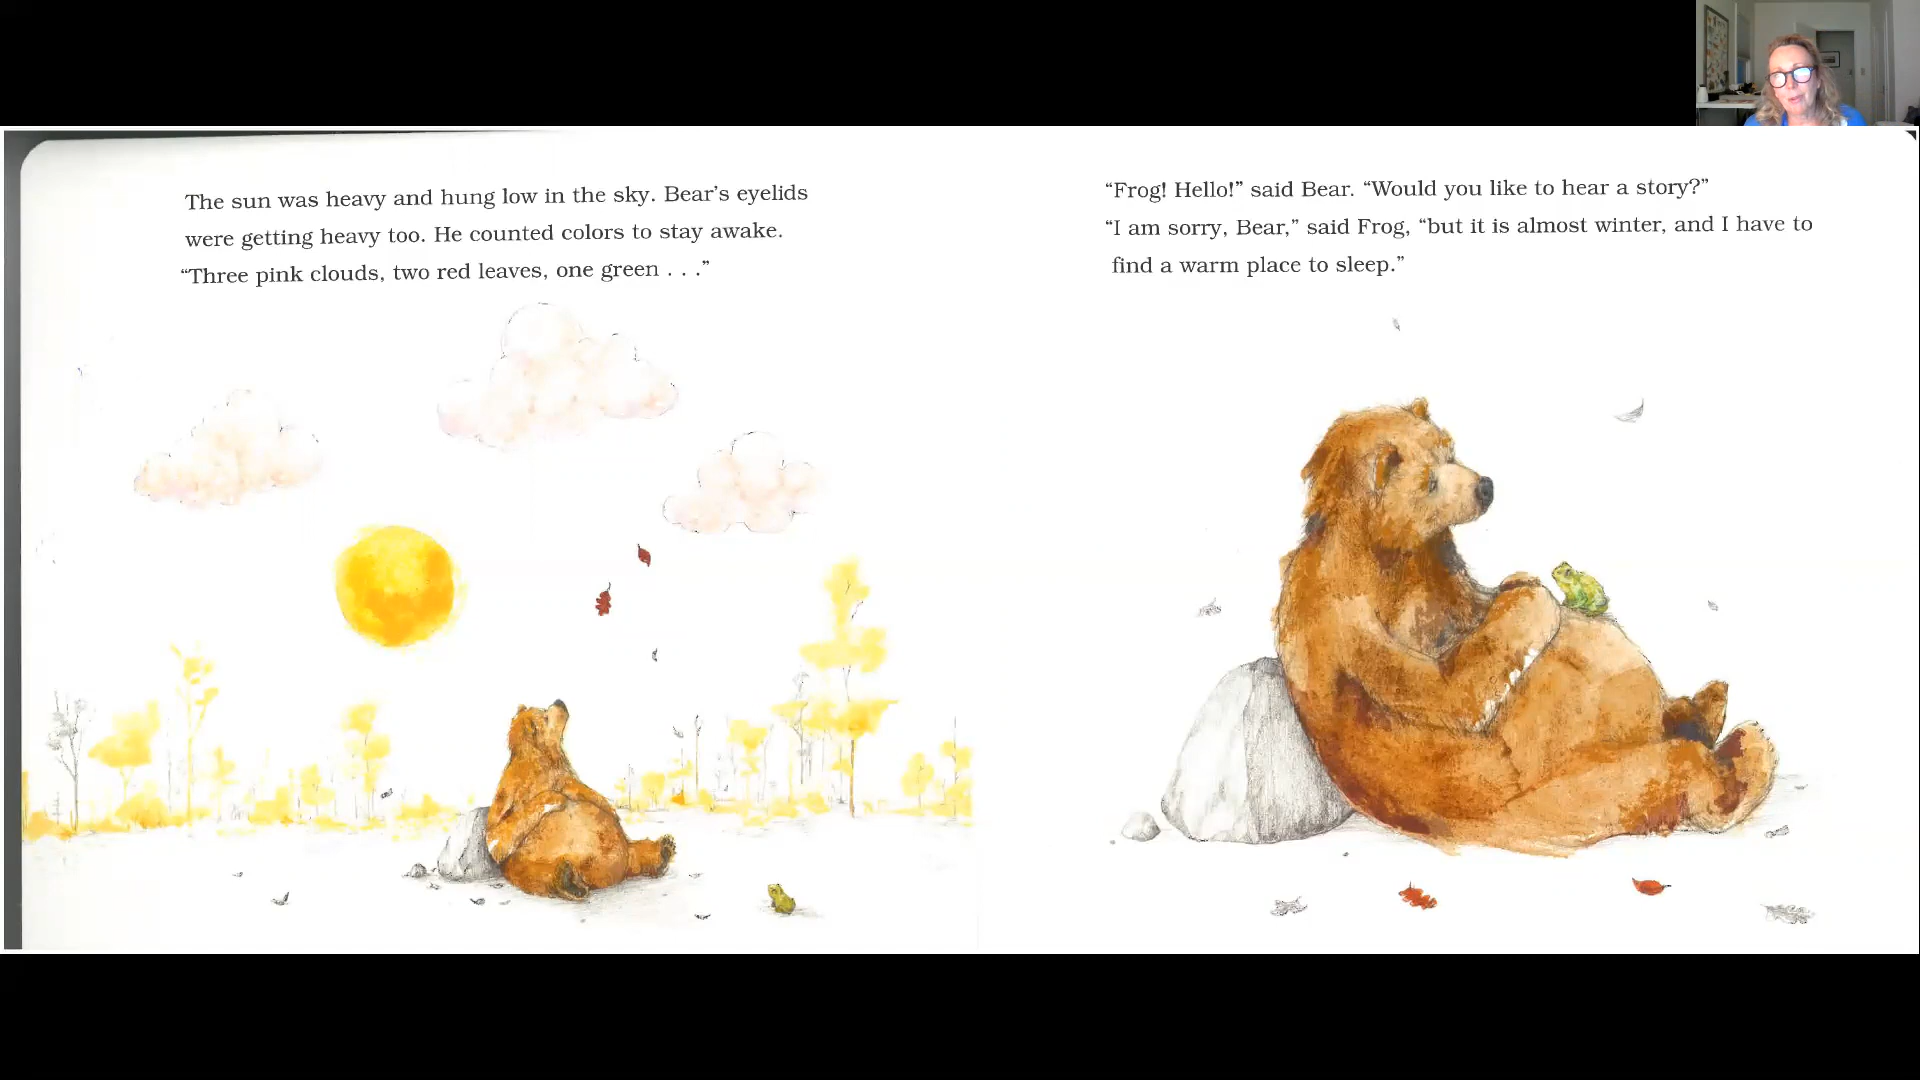 The sun was heavy and hung low in the sky. Bear’s eyelids
were getting heavy too. He counted colors to stay awake.
“Three pink clouds, two red leaves, one green . . .”
“Frog! Hello!” said Bear. “Would you like to hear a story?”
“I am sorry, Bear,” said Frog, “but it is almost winter, and I have to
find a warm place to sleep.”